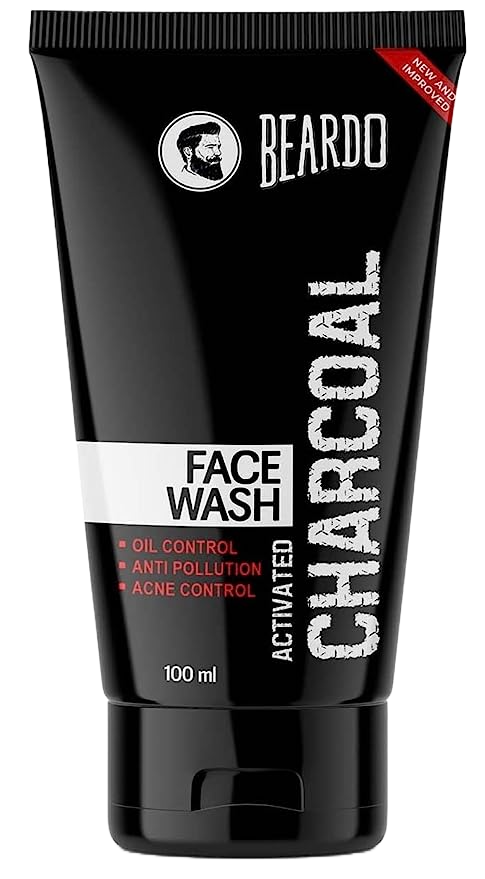 NEW AND
IMPROVED
BEARDO
ACTIVATED
CHARCOAL
FACE
WASH
OIL CONTROL
ANTI POLLUTION
ACNE CONTROL
100 ml